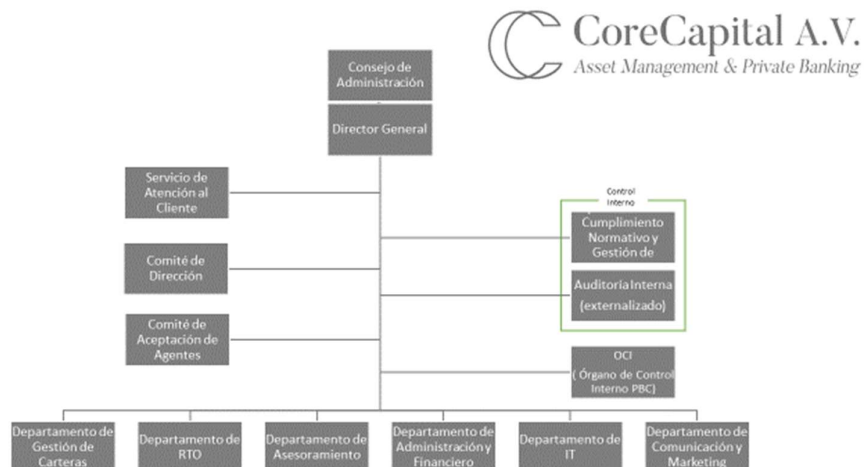 CoreCapital A.V.
Asset Management & Private Banking
Consejo de
Administración
Director General
Servicio de
Atención al
Cliente
Control
Interno
Cumplimiento
Normativo y
Gestión de
Comité de
Dirección
Auditoría Interna
(externalizado)
Comité de
Aceptación de
Agentes
OCI
( Órgano de Control
Interno PBC)
Departamento de
Gestión de
Carteras
Departamento de
RTO
Departamento de
Asesoramiento
Departamento de
Administración y
Financiero
Departamento de
IT
Departamento de
Comunicación y
Marketing